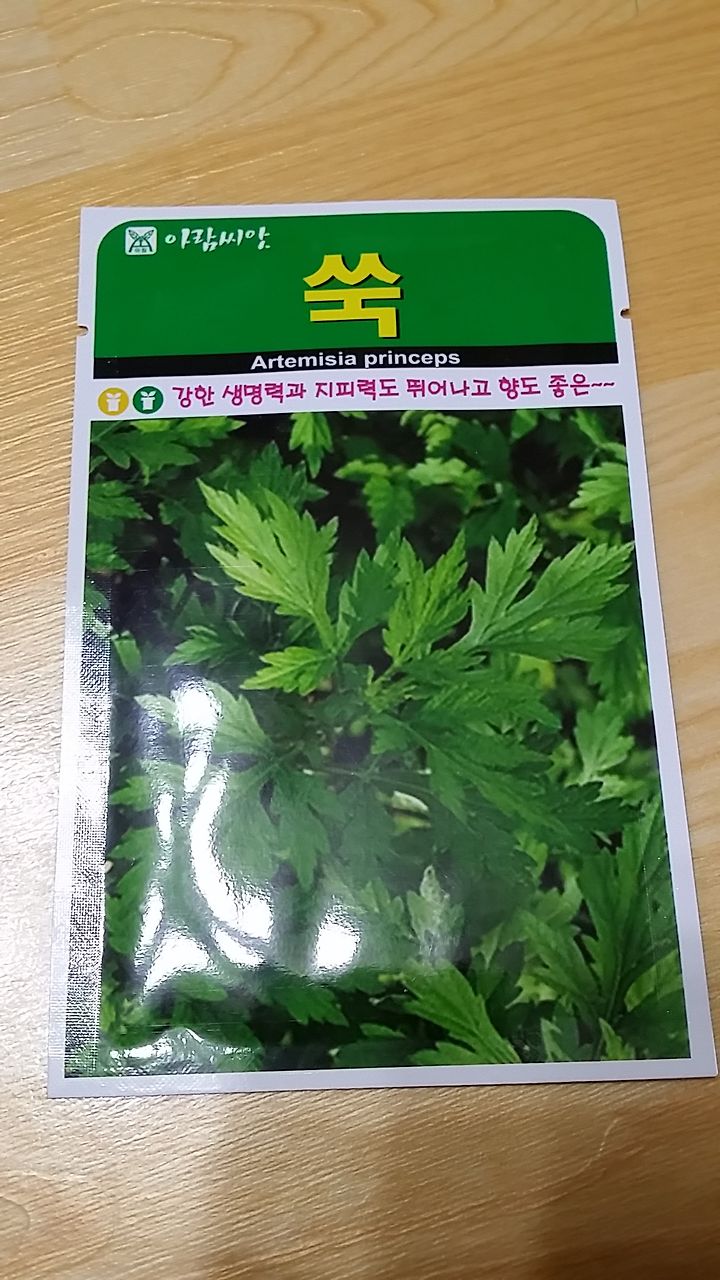 아람씨앗
쑥
Artemisia princeps
강한 생명력과 지피력도 뛰어나고 향도 좋은~~